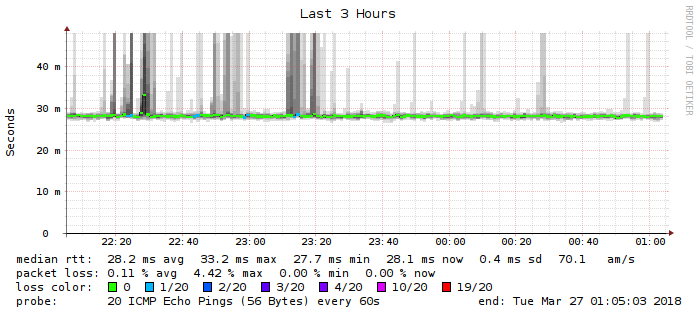 Last 3 Hours
RRDTOOL / TOBI OETIKER
Seconds
40 m
30 m
20 m
10 m
0
22:20 22:40 23:00 23:20 23:40 00:00 00:20 00:40 01:00
median rtt: 28.2 ms avg 33.2 ms max 27.7 ms min 28.1 ms now 0.4 ms sd 70.1 am/s
packet loss: 0.11 % avg 4.42 % max 0.00 % min 0.00 % now
loss color: 0 1/20 2/20 3/20 4/20 10/20 19/20
probe: 20 ICMP Echo Pings (56 Bytes) every 60s end: Tue Mar 27 01:05:03 2018